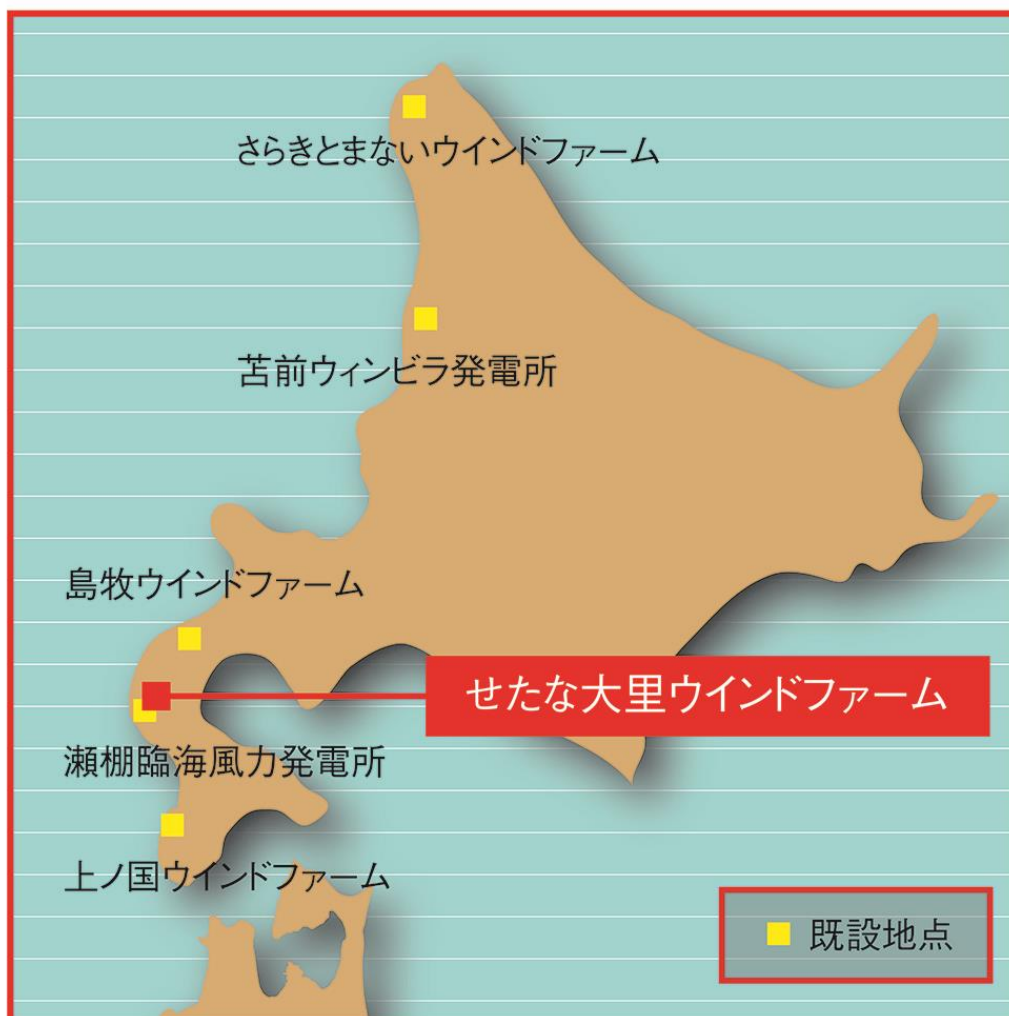 さらきとまないウインドファーム
苫前ウィンビラ発電所
島牧ウインドファーム
せたな大里ウインドファーム
瀬棚臨海風力発電所
上ノ国ウインドファーム
既設地点